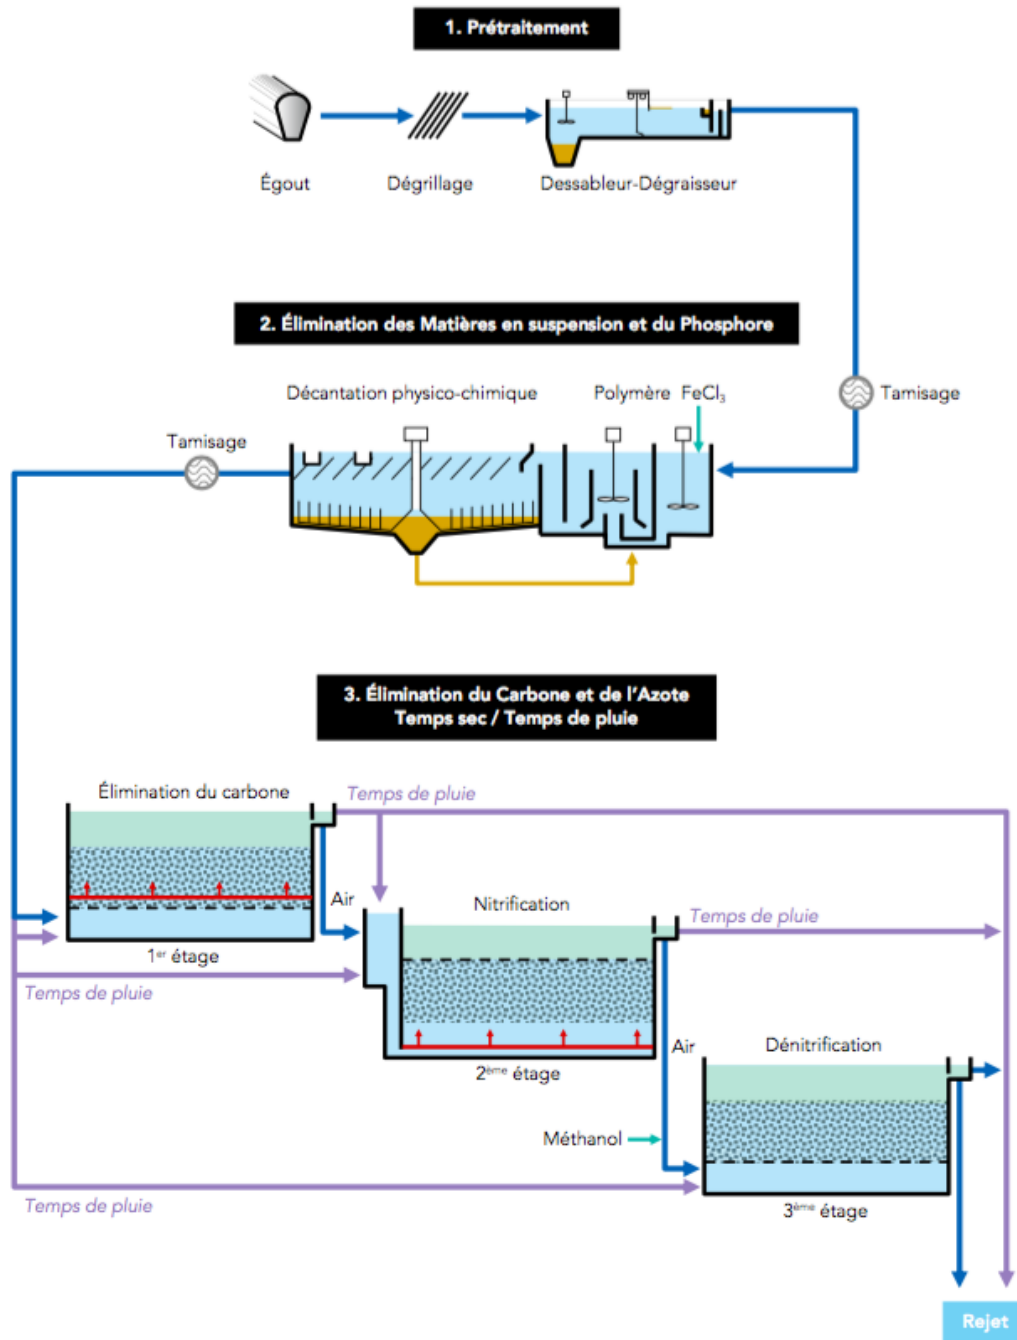 1. Prétraitement
Égout
Dégrillage
Dessableur-Dégraisseur
2. Élimination des Matières en suspension et du Phosphore
Décantation physico-chimique
Polymère
FeCl₃
Tamisage
Tamisage
3. Élimination du Carbone et de l'Azote
Temps sec / Temps de pluie
Élimination du carbone
Temps de pluie
Air
Nitrification
Temps de pluie
1er étage
Temps de pluie
Air
Dénitrification
2ème étage
Méthanol
Temps de pluie
3ème étage
Rejet